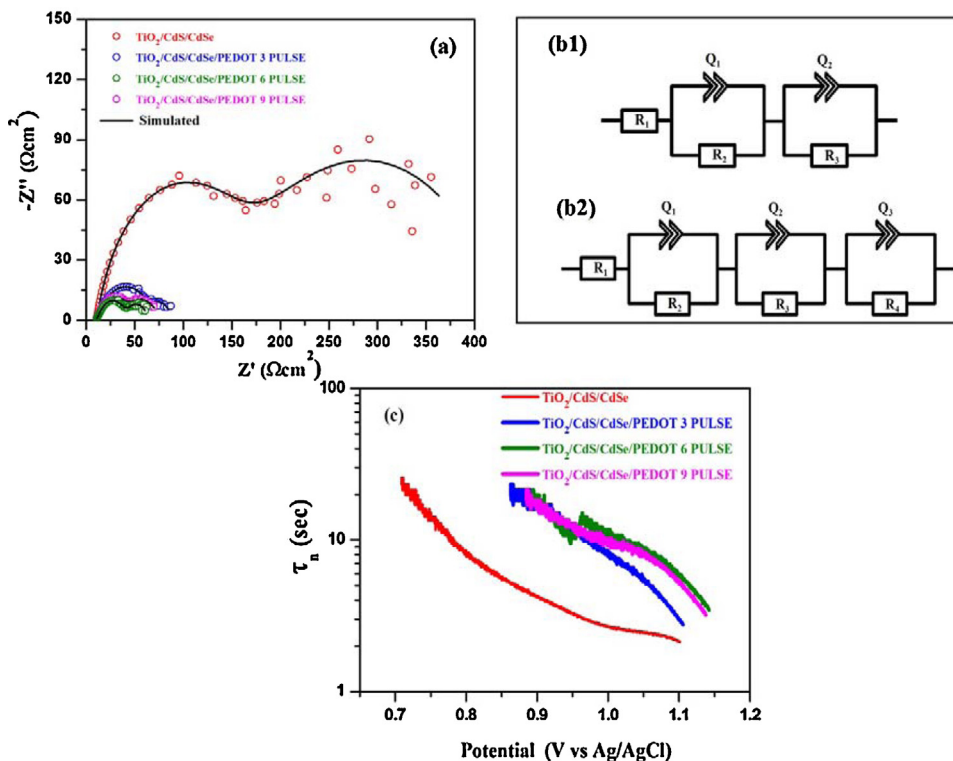 150
120
90
60
30
0
-Z'' (Ωcm²)
(a)
TiO₂/CdS/CdSe
TiO₂/CdS/CdSe/PEDOT 3 PULSE
TiO₂/CdS/CdSe/PEDOT 6 PULSE
TiO₂/CdS/CdSe/PEDOT 9 PULSE
Simulated
0 50 100 150 200 250 300 350 400
Z' (Ωcm²)
(b1)
Q₁ Q₂
R₁
R₂ R₃
(b2)
Q₁ Q₂ Q₃
R₁
R₂ R₃ R₄
100
10
1
τₙ (sec)
(c)
TiO₂/CdS/CdSe
TiO₂/CdS/CdSe/PEDOT 3 PULSE
TiO₂/CdS/CdSe/PEDOT 6 PULSE
TiO₂/CdS/CdSe/PEDOT 9 PULSE
0.7 0.8 0.9 1.0 1.1 1.2
Potential (V vs Ag/AgCl)